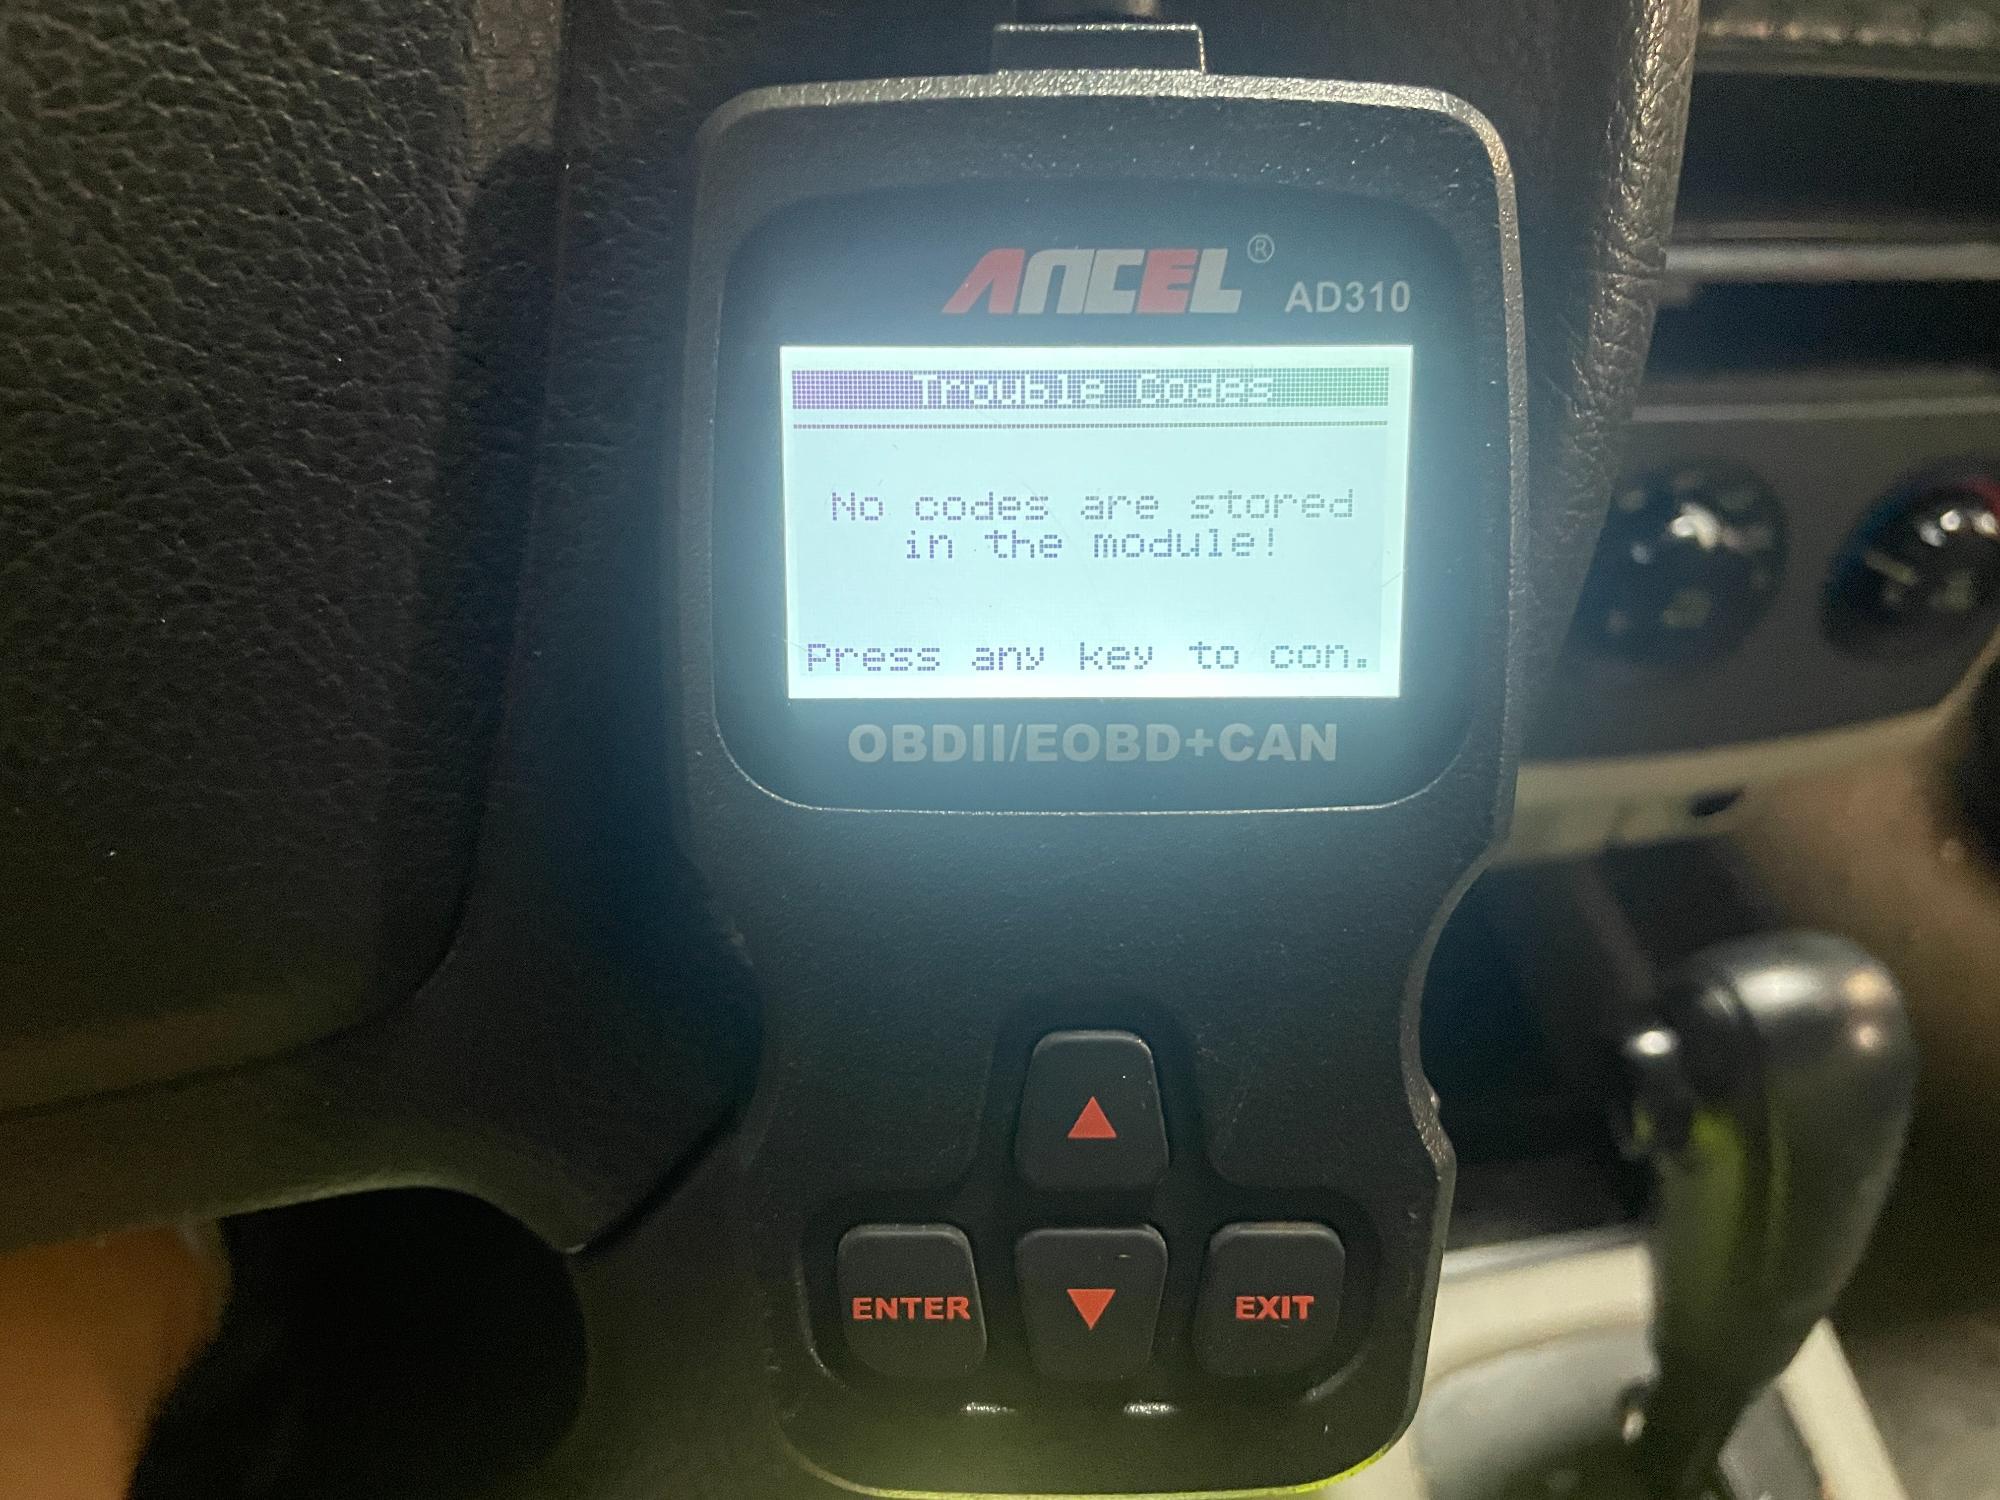 ANCEL®
AD310
Trouble Codes
No codes are stored
in the module!
Press any key to con.
OBDII/EOBD+CAN
ENTER
EXIT